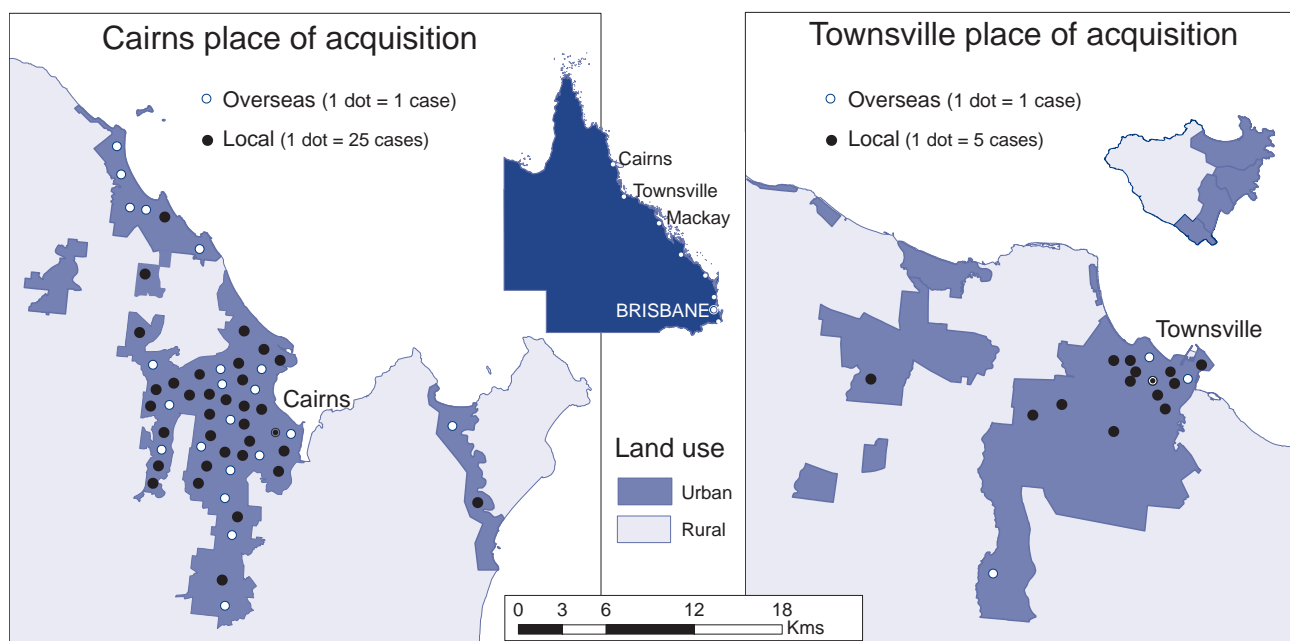 Cairns place of acquisition
Overseas (1 dot = 1 case)
Local (1 dot = 25 cases)
Cairns
Cairns
Townsville
Mackay
BRISBANE
Townsville place of acquisition
Overseas (1 dot = 1 case)
Local (1 dot = 5 cases)
Townsville
Land use
Urban
Rural
0 3 6 12 18
Kms